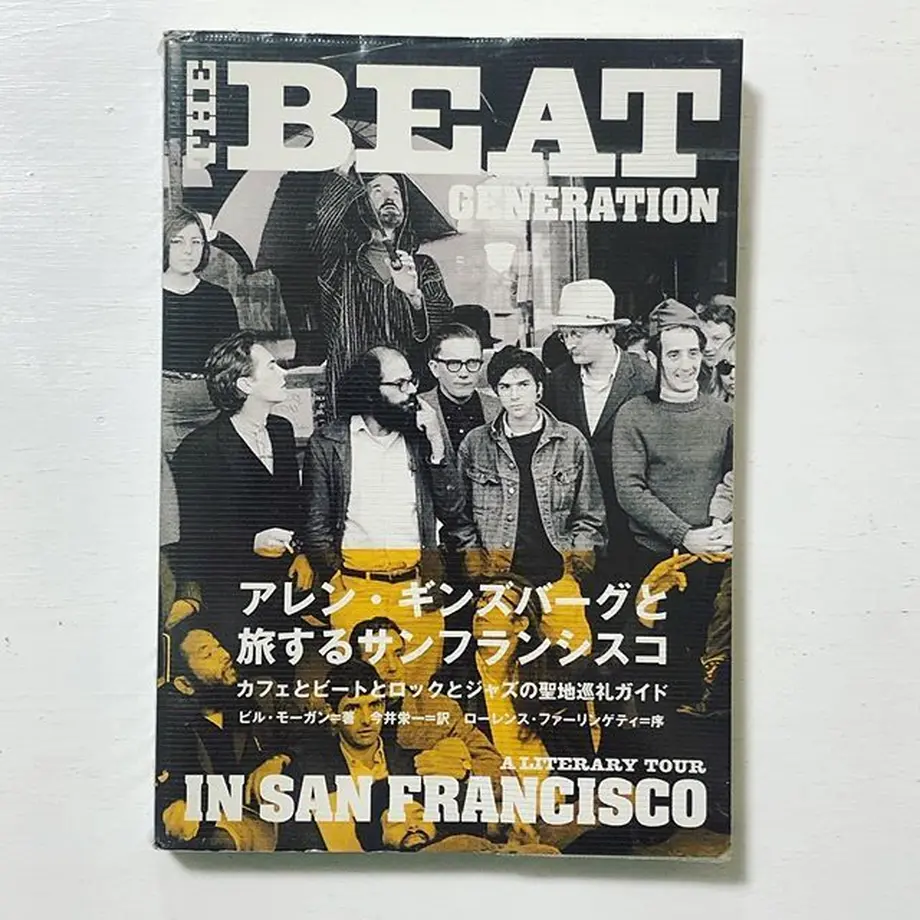 THE
BEAT
GENERATION
アレン・ギンズバーグと
旅するサンフランシスコ
カフェとビートとロックとジャズの聖地巡礼ガイド
ビル・モーガン=著 今井栄一=訳 ローレンス・ファーリンゲティ=序
A LITERARY TOUR
IN SAN FRANCISCO